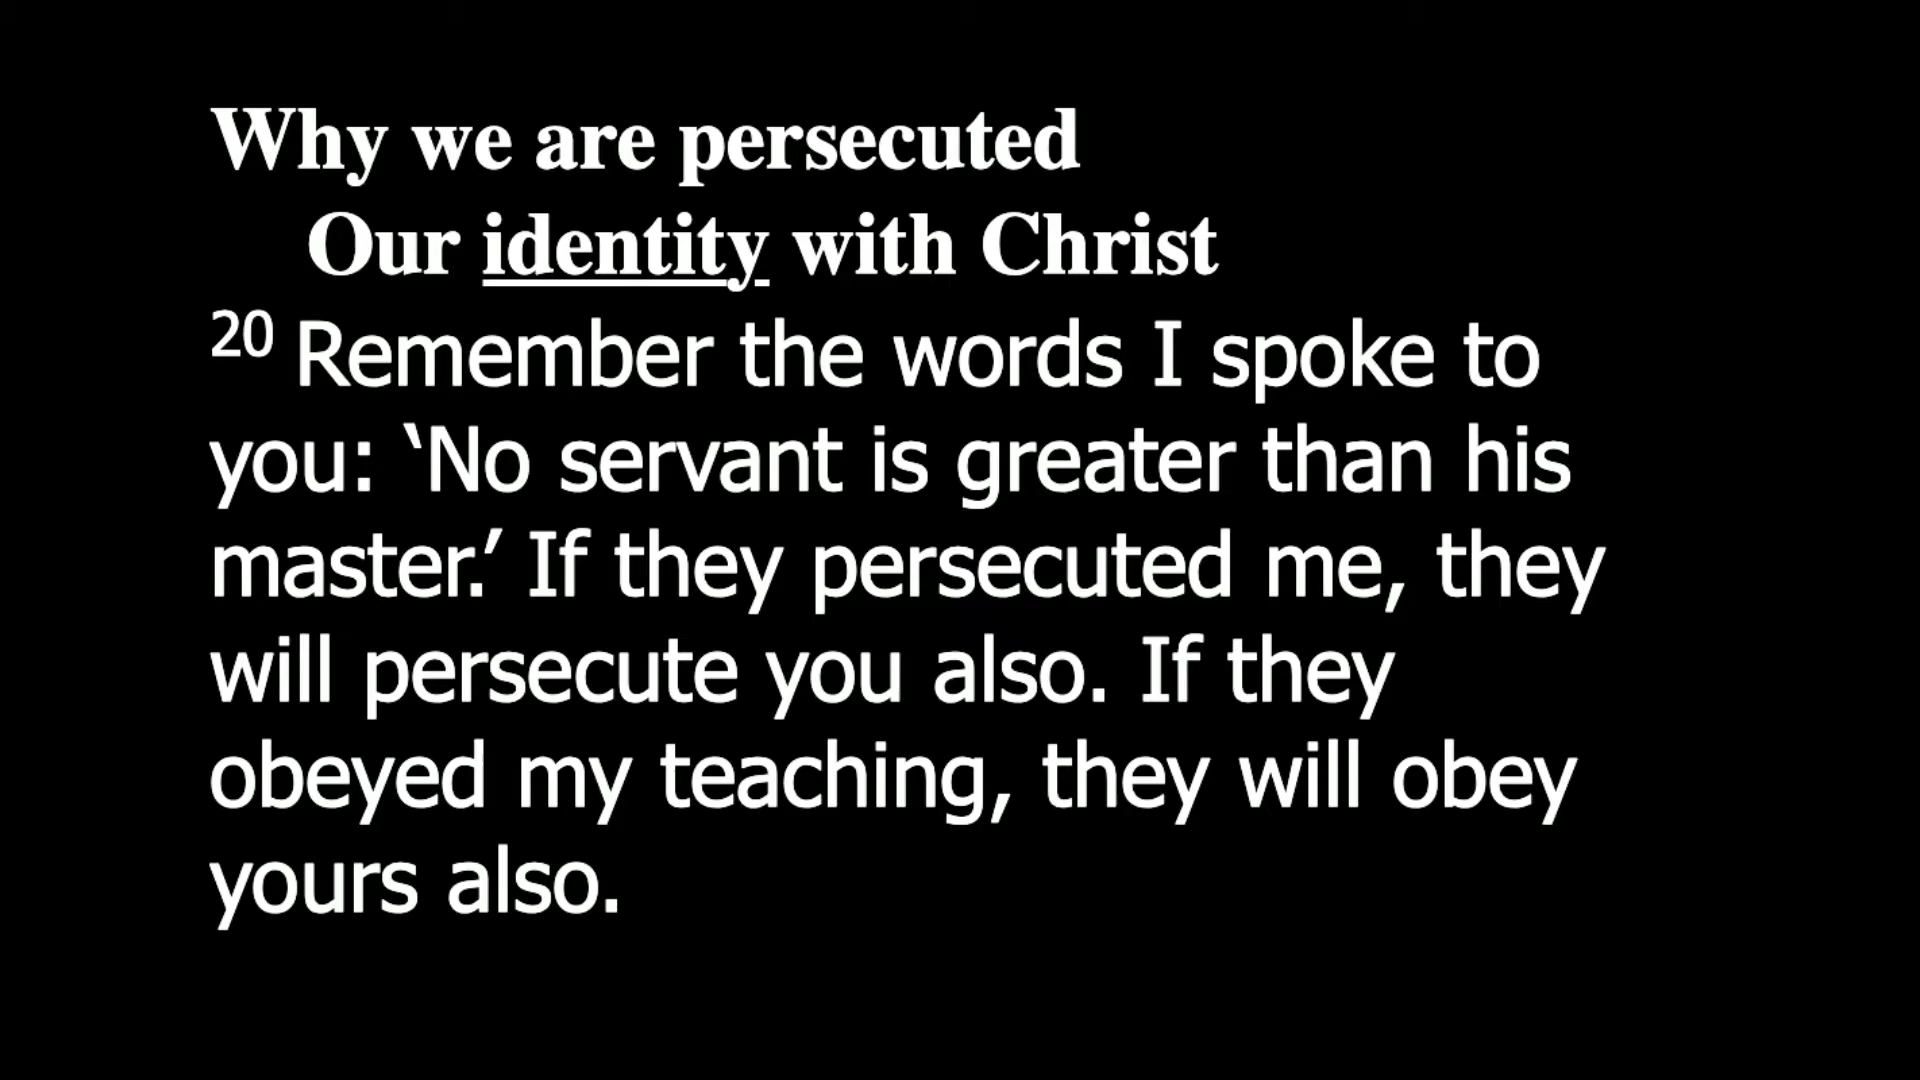 Why we are persecuted
Our identity with Christ
20 Remember the words I spoke to
you: ‘No servant is greater than his
master.’ If they persecuted me, they
will persecute you also. If they
obeyed my teaching, they will obey
yours also.